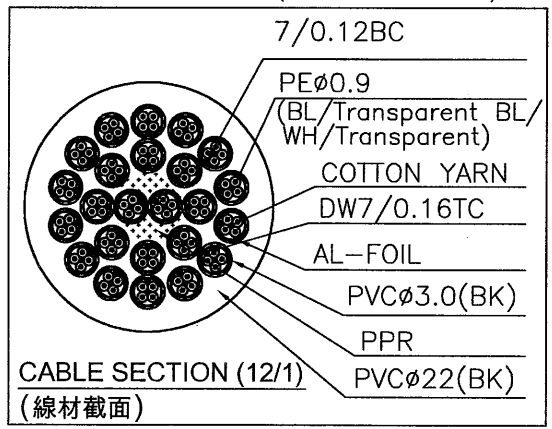 7/0.12BC
PEø0.9
(BL/Transparent BL/
WH/Transparent)
COTTON YARN
DW7/0.16TC
AL-FOIL
PVCø3.0(BK)
PPR
PVCø22(BK)
CABLE SECTION (12/1)
(線材截面)